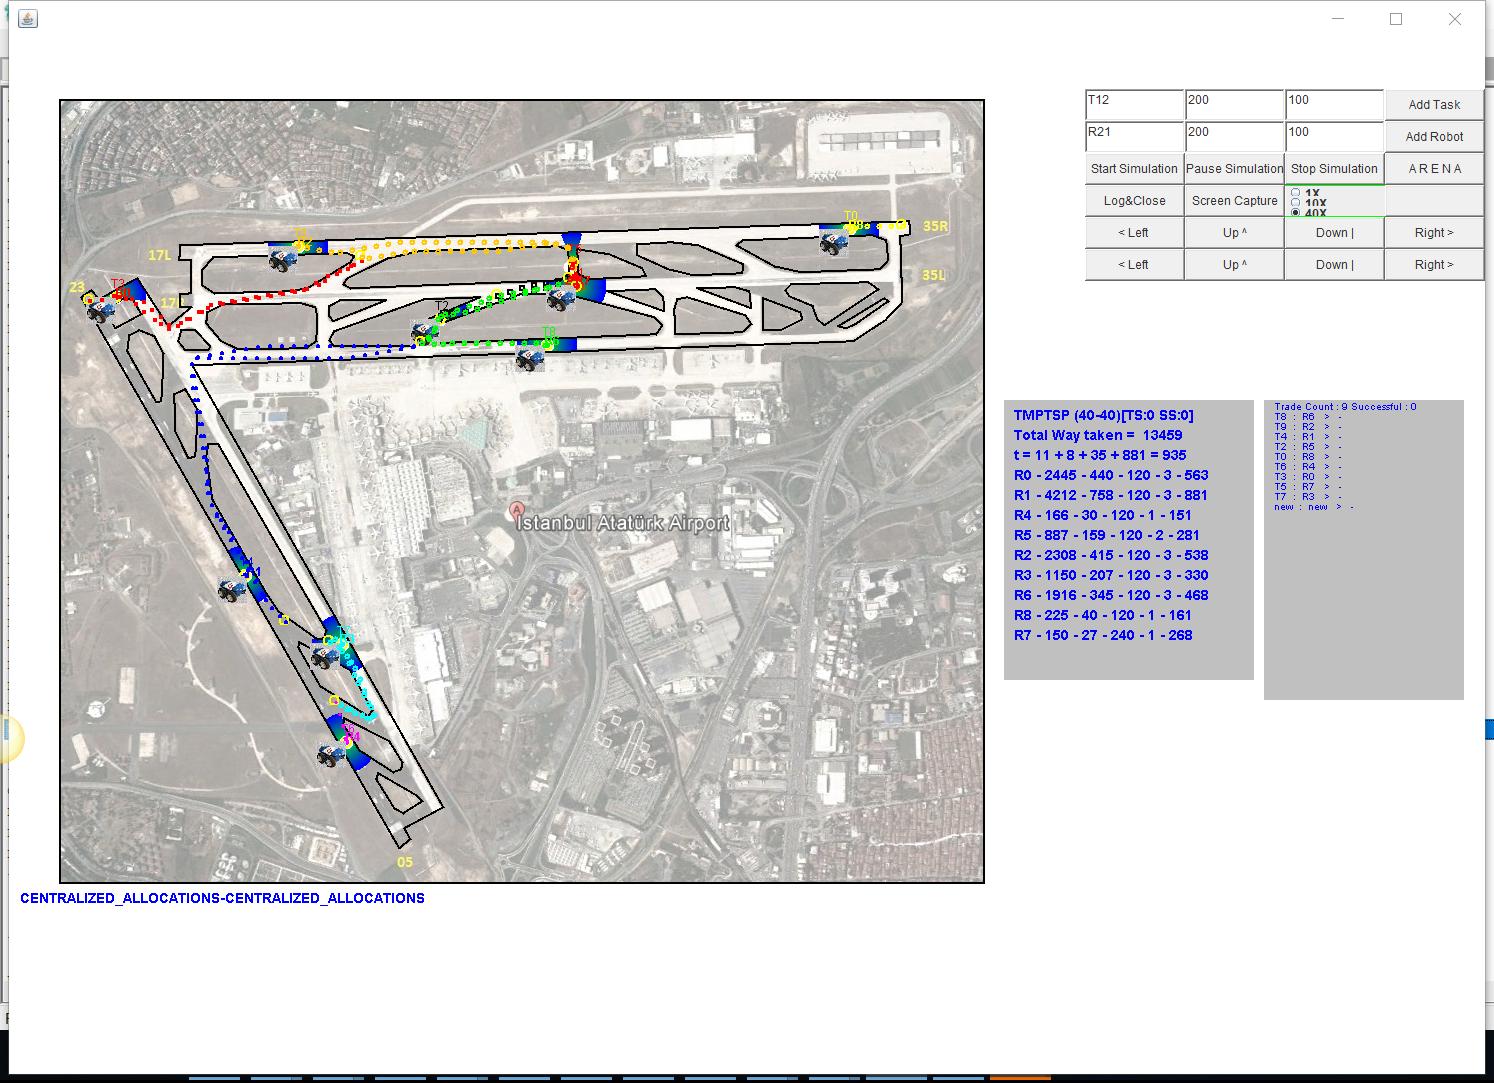 T12 200 100 Add Task
R21 200 100 Add Robot
Start Simulation Pause Simulation Stop Simulation A R E N A
Log&Close Screen Capture 1X
10X
40X
< Left Up ^ Down | Right >
< Left Up ^ Down | Right >
T0
35R
17L
35L
T3
23
17R
T2
T8
A
İstanbul Atatürk Airport
05
CENTRALIZED_ALLOCATIONS-CENTRALIZED_ALLOCATIONS
TMPTSP (40-40)[TS:0 SS:0]
Total Way taken = 13459
t = 11 + 8 + 35 + 881 = 935
R0 - 2445 - 440 - 120 - 3 - 563
R1 - 4212 - 758 - 120 - 3 - 881
R4 - 166 - 30 - 120 - 1 - 151
R5 - 887 - 159 - 120 - 2 - 281
R2 - 2308 - 415 - 120 - 3 - 538
R3 - 1150 - 207 - 120 - 3 - 330
R6 - 1916 - 345 - 120 - 3 - 468
R8 - 225 - 40 - 120 - 1 - 161
R7 - 150 - 27 - 240 - 1 - 268
Trade Count : 9 Successful : 0
T8 : R6 > -
T9 : R2 > -
T4 : R1 > -
T2 : R5 > -
T0 : R8 > -
T6 : R4 > -
T3 : R0 > -
T5 : R7 > -
T7 : R3 > -
new : new > -